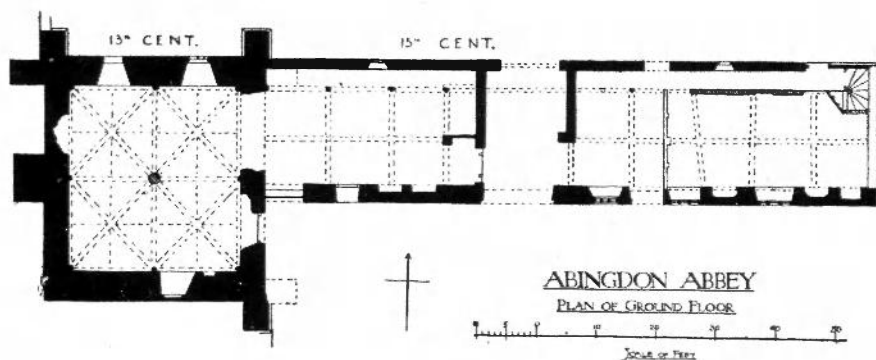 13TH CENT.
15TH CENT.
ABINGDON ABBEY
PLAN OF GROUND FLOOR
10 20 30 40 50
SCALE OF FEET